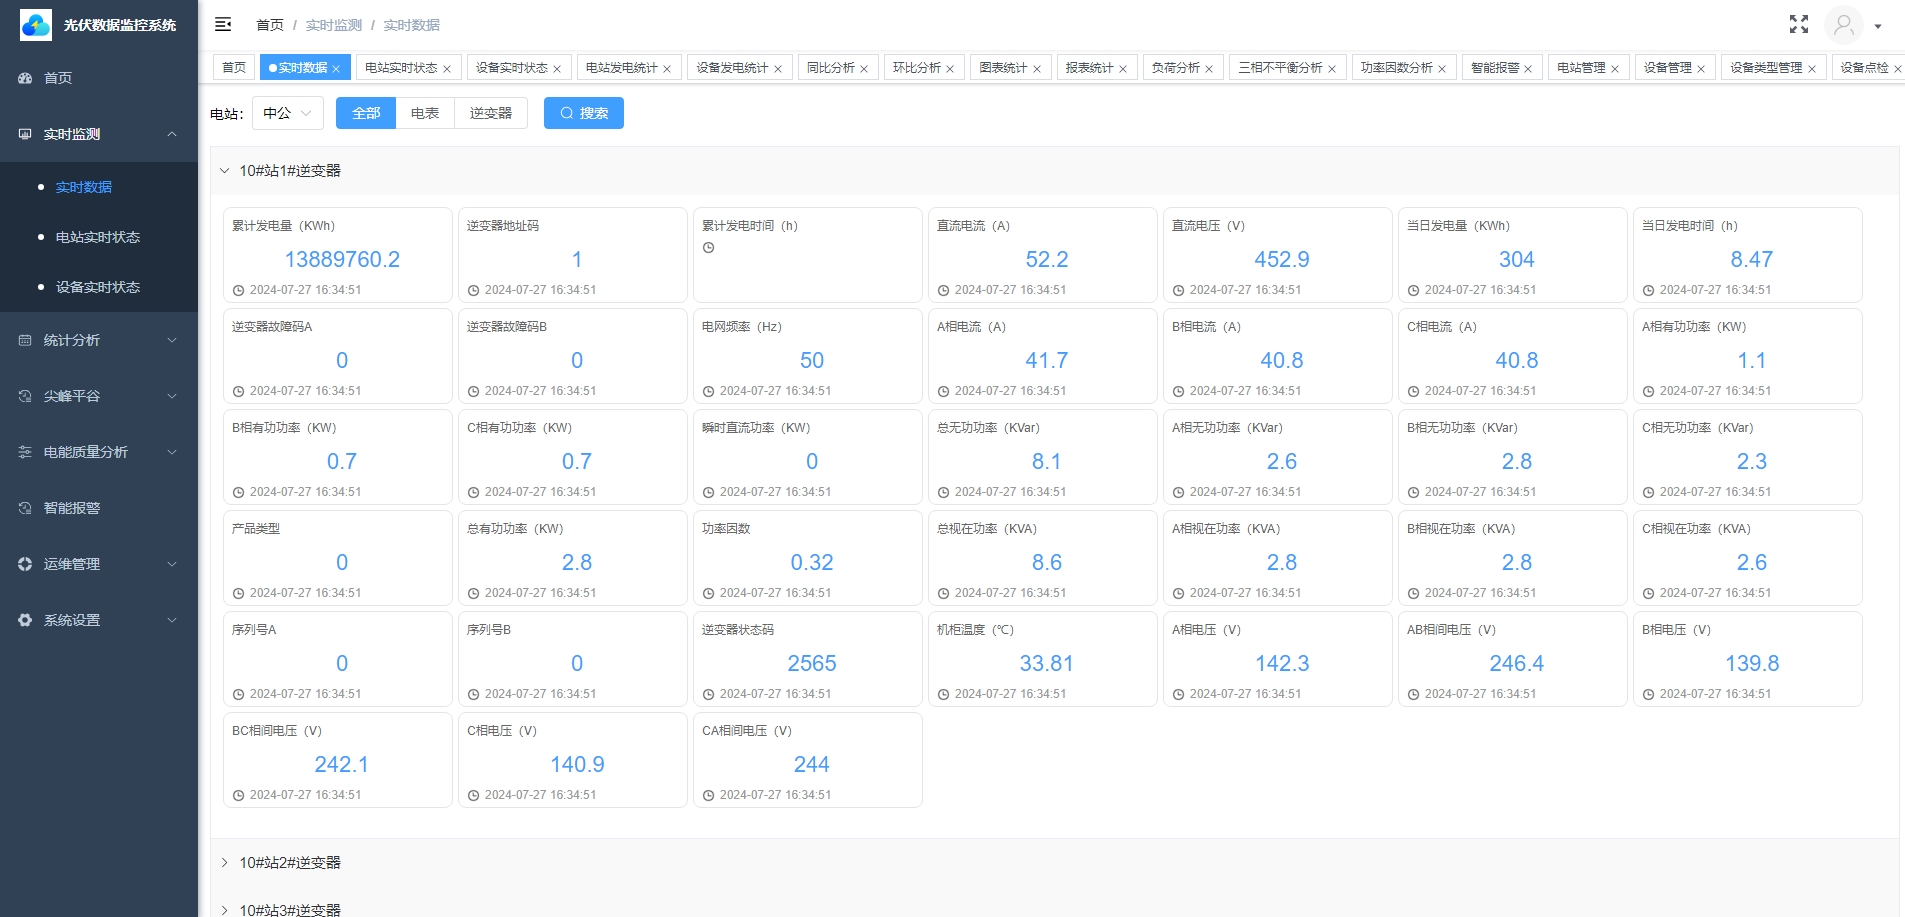 光伏数据监控系统
首页 / 实时监测 / 实时数据
首页
实时监测
实时数据
电站实时状态
设备实时状态
统计分析
尖峰平谷
电能质量分析
智能报警
运维管理
系统设置
首页 实时数据 × 电站实时状态 × 设备实时状态 × 电站发电统计 × 设备发电统计 × 同比分析 × 环比分析 × 图表统计 × 报表统计 × 负荷分析 × 三相不平衡分析 × 功率因数分析 × 智能报警 × 电站管理 × 设备管理 × 设备类型管理 × 设备点检 ×
电站: 中公 全部 电表 逆变器 搜索
10#站1#逆变器
累计发电量（KWh） 逆变器地址码 累计发电时间（h） 直流电流（A） 直流电压（V） 当日发电量（KWh） 当日发电时间（h）
13889760.2 1 52.2 452.9 304 8.47
2024-07-27 16:34:51 2024-07-27 16:34:51 2024-07-27 16:34:51 2024-07-27 16:34:51 2024-07-27 16:34:51 2024-07-27 16:34:51
逆变器故障码A 逆变器故障码B 电网频率（Hz） A相电流（A） B相电流（A） C相电流（A） A相有功功率（KW）
0 0 50 41.7 40.8 40.8 1.1
2024-07-27 16:34:51 2024-07-27 16:34:51 2024-07-27 16:34:51 2024-07-27 16:34:51 2024-07-27 16:34:51 2024-07-27 16:34:51 2024-07-27 16:34:51
B相有功功率（KW） C相有功功率（KW） 瞬时直流功率（KW） 总无功功率（KVar） A相无功功率（KVar） B相无功功率（KVar） C相无功功率（KVar）
0.7 0.7 0 8.1 2.6 2.8 2.3
2024-07-27 16:34:51 2024-07-27 16:34:51 2024-07-27 16:34:51 2024-07-27 16:34:51 2024-07-27 16:34:51 2024-07-27 16:34:51 2024-07-27 16:34:51
产品类型 总有功功率（KW） 功率因数 总视在功率（KVA） A相视在功率（KVA） B相视在功率（KVA） C相视在功率（KVA）
0 2.8 0.32 8.6 2.8 2.8 2.6
2024-07-27 16:34:51 2024-07-27 16:34:51 2024-07-27 16:34:51 2024-07-27 16:34:51 2024-07-27 16:34:51 2024-07-27 16:34:51 2024-07-27 16:34:51
序列号A 序列号B 逆变器状态码 机柜温度（℃） A相电压（V） AB相间电压（V） B相电压（V）
0 0 2565 33.81 142.3 246.4 139.8
2024-07-27 16:34:51 2024-07-27 16:34:51 2024-07-27 16:34:51 2024-07-27 16:34:51 2024-07-27 16:34:51 2024-07-27 16:34:51 2024-07-27 16:34:51
BC相间电压（V） C相电压（V） CA相间电压（V）
242.1 140.9 244
2024-07-27 16:34:51 2024-07-27 16:34:51 2024-07-27 16:34:51
10#站2#逆变器
10#站3#逆变器